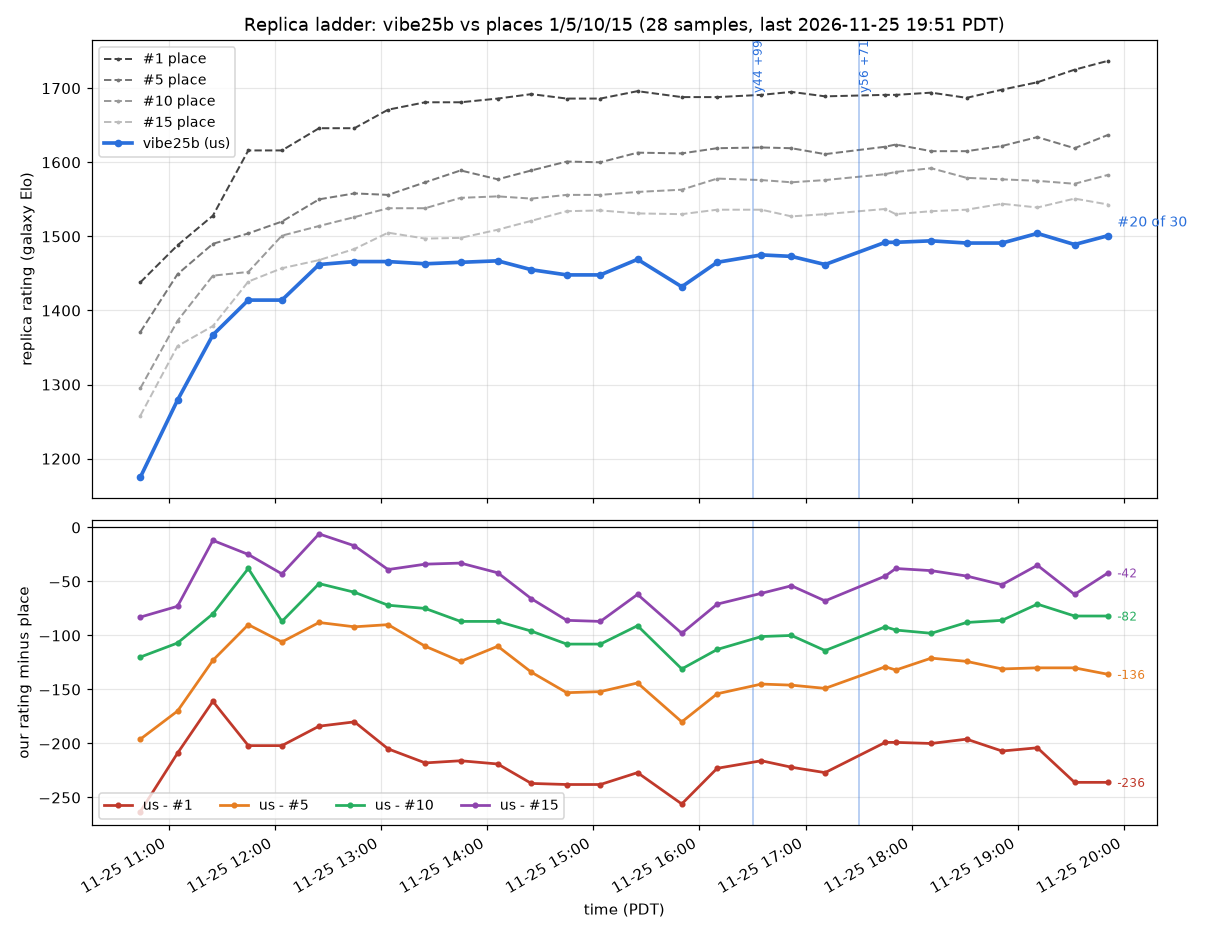 Replica ladder: vibe25b vs places 1/5/10/15 (28 samples, last 2026-11-25 19:51 PDT)
#1 place
#5 place
#10 place
#15 place
vibe25b (us)
y44 +99
y56 +71
#20 of 30
replica rating (galaxy Elo)
1700
1600
1500
1400
1300
1200
our rating minus place
0
−50
−100
−150
−200
−250
-42
-82
-136
-236
us - #1
us - #5
us - #10
us - #15
11-25 11:00
11-25 12:00
11-25 13:00
11-25 14:00
11-25 15:00
11-25 16:00
11-25 17:00
11-25 18:00
11-25 19:00
11-25 20:00
time (PDT)